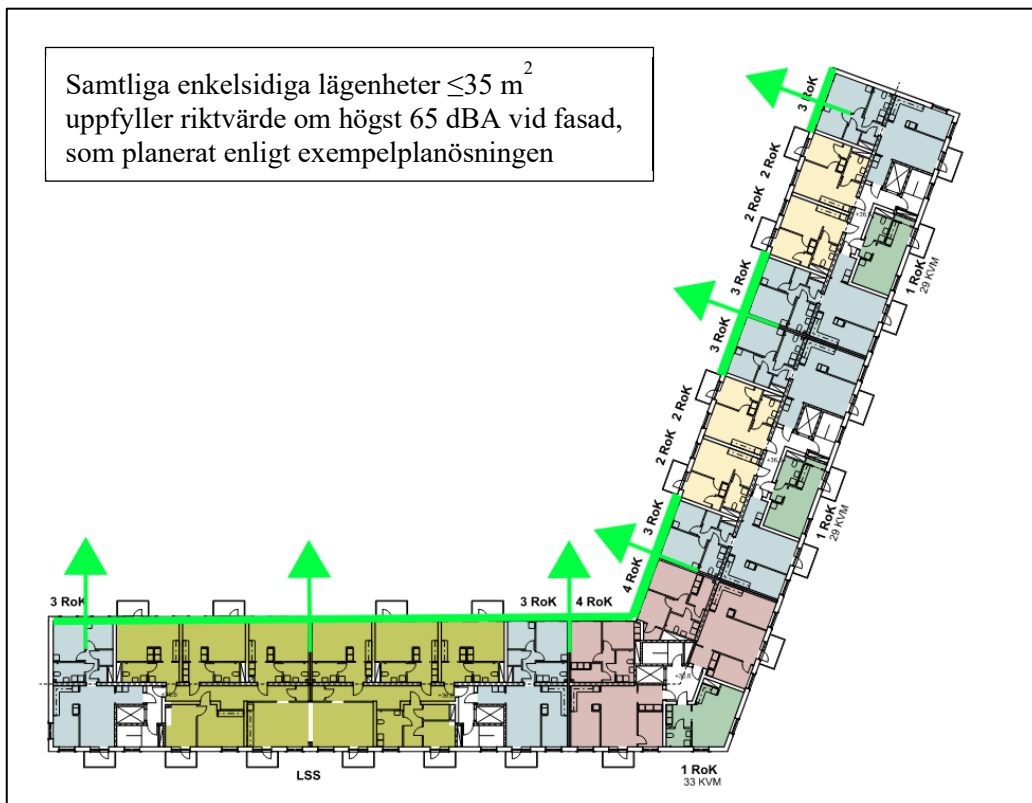 Samtliga enkelsidiga lägenheter ≤35 m²
uppfyller riktvärde om högst 65 dBA vid fasad,
som planerat enligt exempelplanösningen
3 RoK
2 RoK
2 RoK
3 RoK
1 RoK
29 KVM
3 RoK
2 RoK
2 RoK
1 RoK
29 KVM
3 RoK
4 RoK
3 RoK
3 RoK
4 RoK
LSS
1 RoK
33 KVM